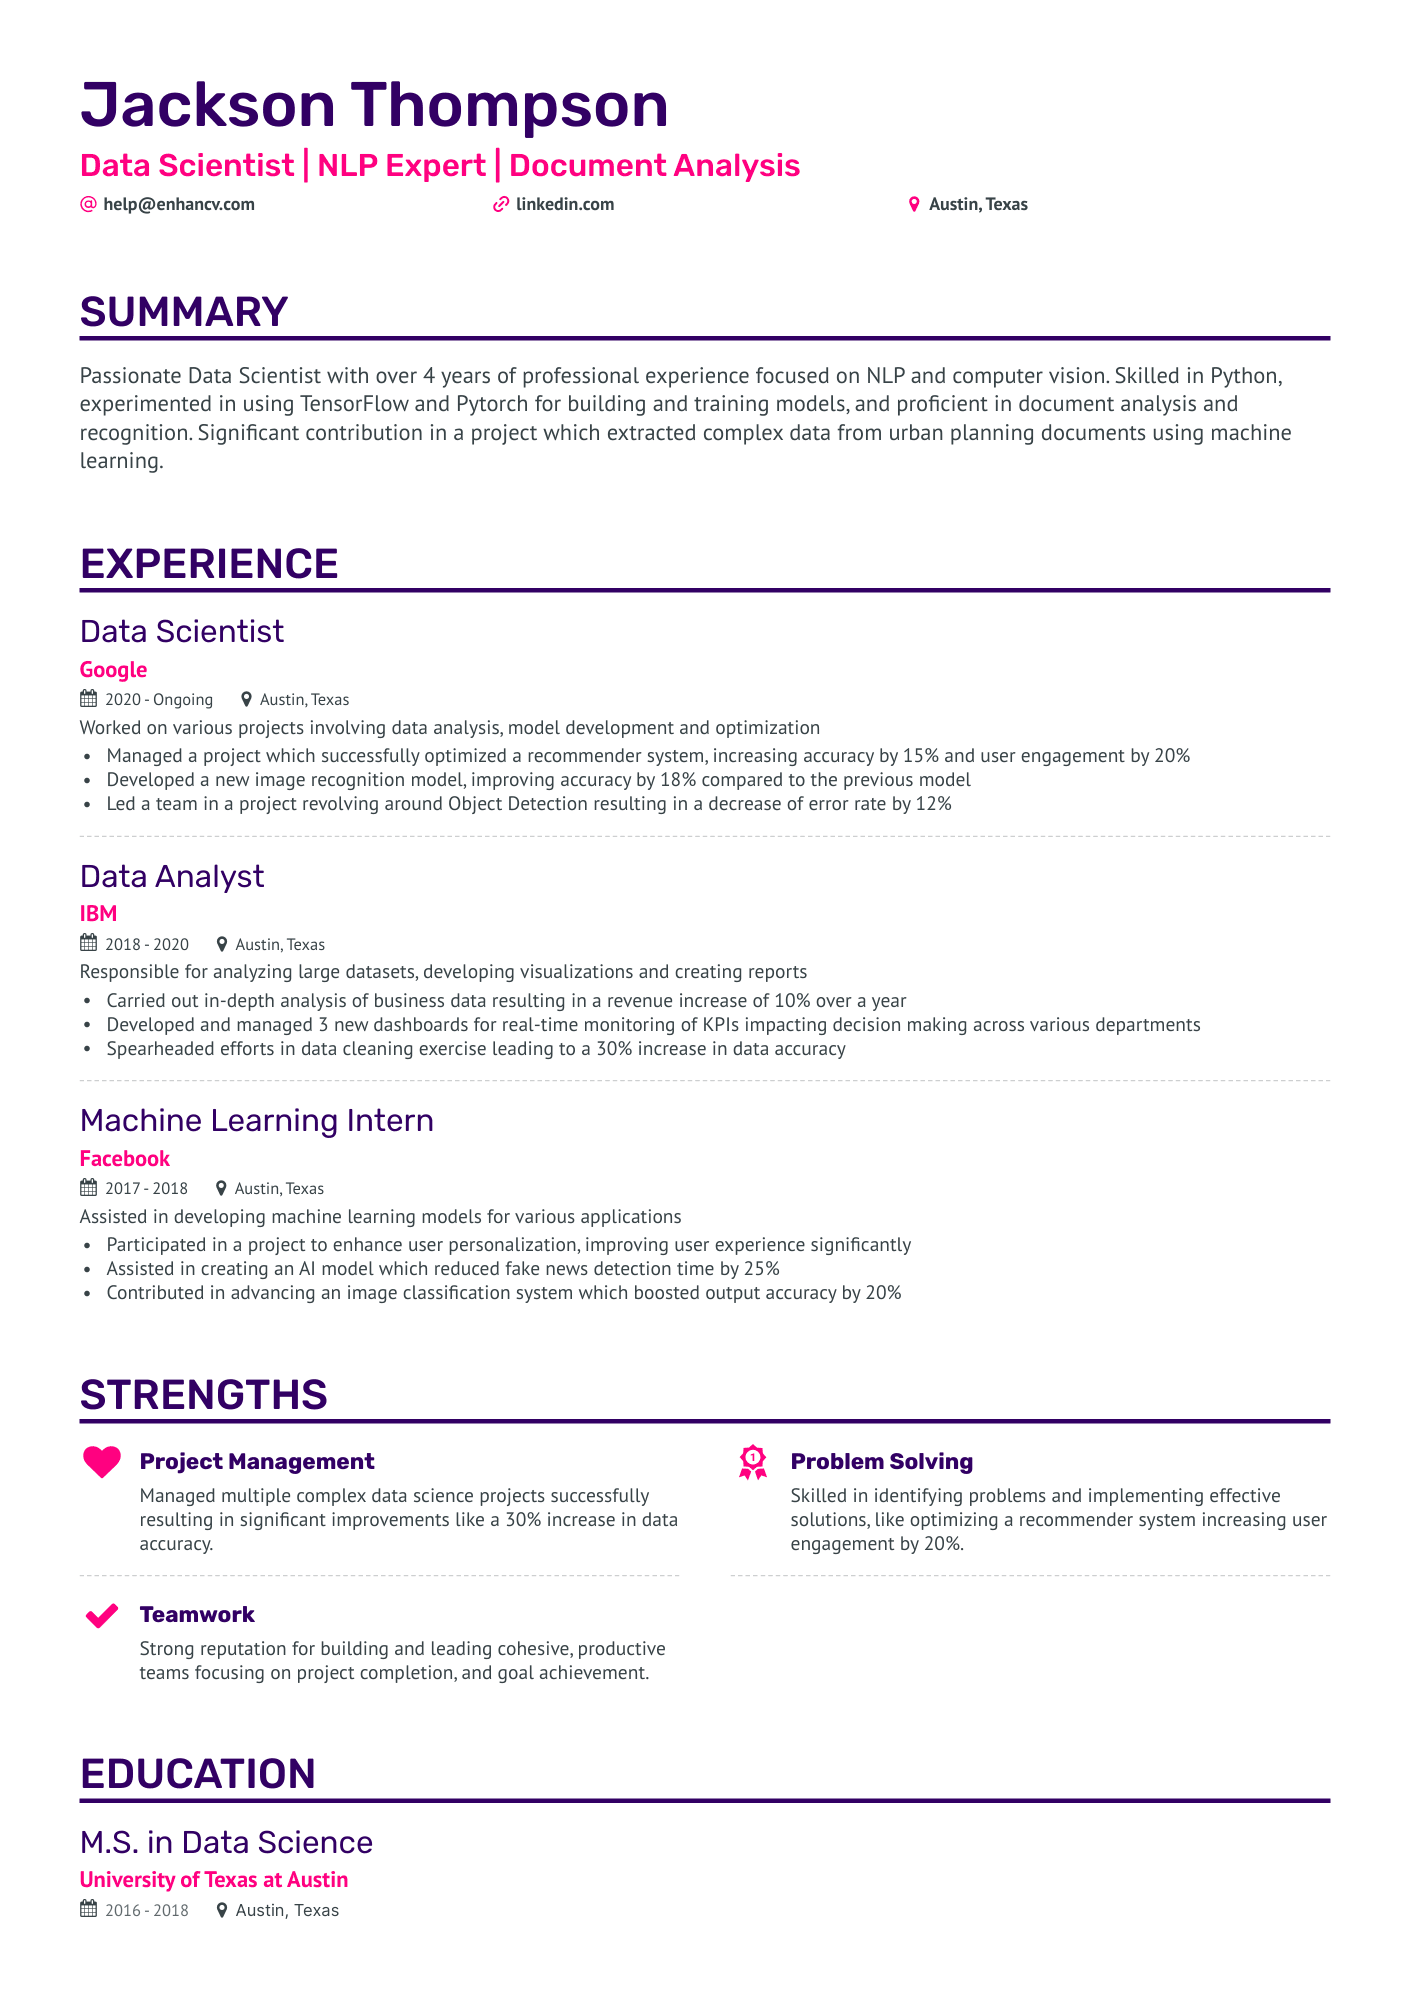 Jackson Thompson
Data Scientist | NLP Expert | Document Analysis
help@enhancv.com linkedin.com Austin, Texas
SUMMARY
Passionate Data Scientist with over 4 years of professional experience focused on NLP and computer vision. Skilled in Python,
experimented in using TensorFlow and Pytorch for building and training models, and proficient in document analysis and
recognition. Significant contribution in a project which extracted complex data from urban planning documents using machine
learning.
EXPERIENCE
Data Scientist
Google
2020 - Ongoing Austin, Texas
Worked on various projects involving data analysis, model development and optimization
• Managed a project which successfully optimized a recommender system, increasing accuracy by 15% and user engagement by 20%
• Developed a new image recognition model, improving accuracy by 18% compared to the previous model
• Led a team in a project revolving around Object Detection resulting in a decrease of error rate by 12%
Data Analyst
IBM
2018 - 2020 Austin, Texas
Responsible for analyzing large datasets, developing visualizations and creating reports
• Carried out in-depth analysis of business data resulting in a revenue increase of 10% over a year
• Developed and managed 3 new dashboards for real-time monitoring of KPIs impacting decision making across various departments
• Spearheaded efforts in data cleaning exercise leading to a 30% increase in data accuracy
Machine Learning Intern
Facebook
2017 - 2018 Austin, Texas
Assisted in developing machine learning models for various applications
• Participated in a project to enhance user personalization, improving user experience significantly
• Assisted in creating an AI model which reduced fake news detection time by 25%
• Contributed in advancing an image classification system which boosted output accuracy by 20%
STRENGTHS
Project Management
Managed multiple complex data science projects successfully
resulting in significant improvements like a 30% increase in data
accuracy.
1
Problem Solving
Skilled in identifying problems and implementing effective
solutions, like optimizing a recommender system increasing user
engagement by 20%.
Teamwork
Strong reputation for building and leading cohesive, productive
teams focusing on project completion, and goal achievement.
EDUCATION
M.S. in Data Science
University of Texas at Austin
2016 - 2018 Austin, Texas